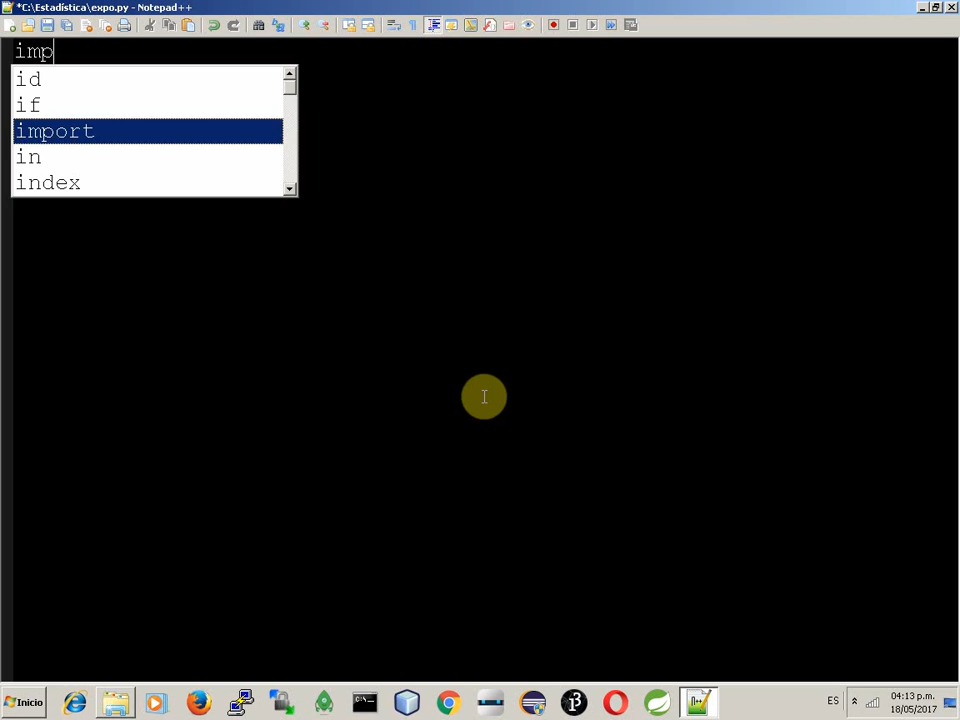 *C:\Estadística\expo.py - Notepad++
imp
id
if
import
in
index
Inicio
ES
04:13 p.m.
18/05/2017